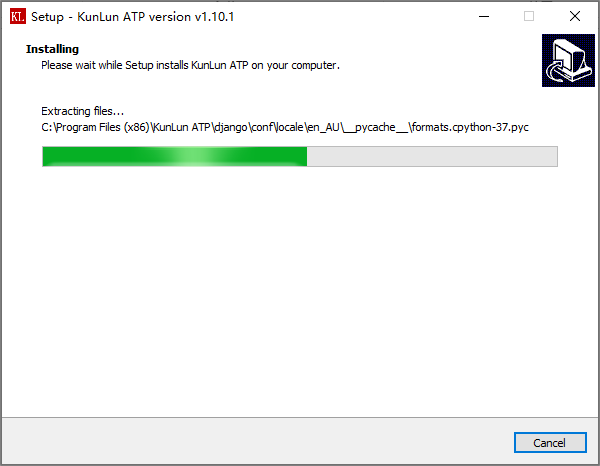 KL Setup - KunLun ATP version v1.10.1
Installing
Please wait while Setup installs KunLun ATP on your computer.
Extracting files...
C:\Program Files (x86)\KunLun ATP\django\conf\locale\en_AU\__pycache__\formats.cpython-37.pyc
Cancel